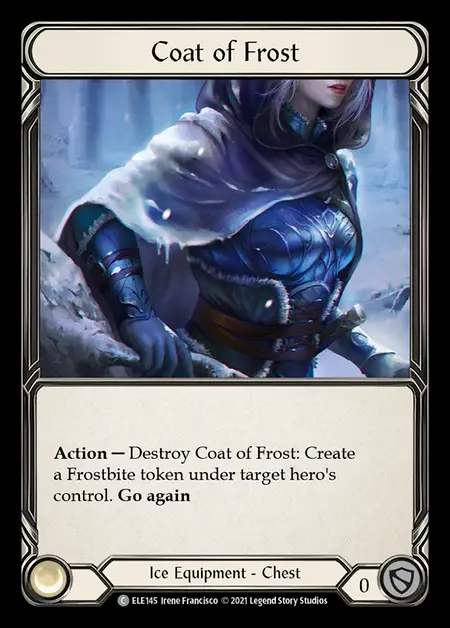 Coat of Frost
Action — Destroy Coat of Frost: Create
a Frostbite token under target hero's
control. Go again
Ice Equipment - Chest
0
C ELE145 Irene Francisco © 2021 Legend Story Studios